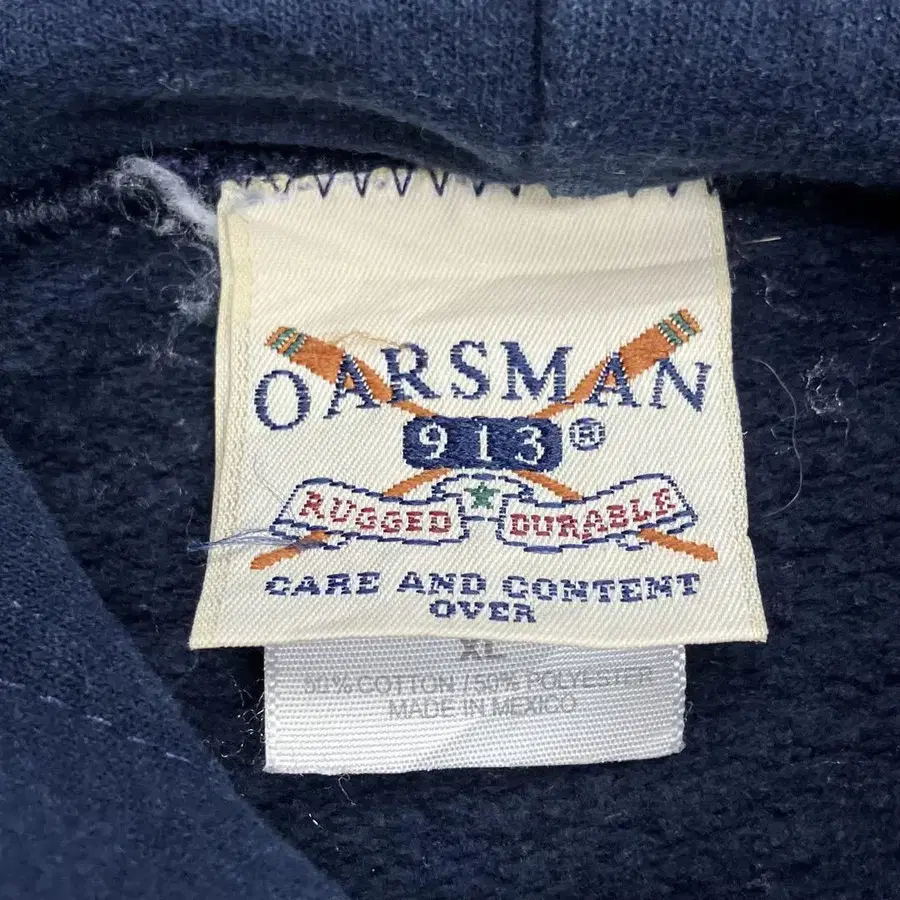 OARSMAN
913®
RUGGED DURABLE
CARE AND CONTENT
OVER
XL
50% COTTON / 50% POLYESTER
MADE IN MEXICO